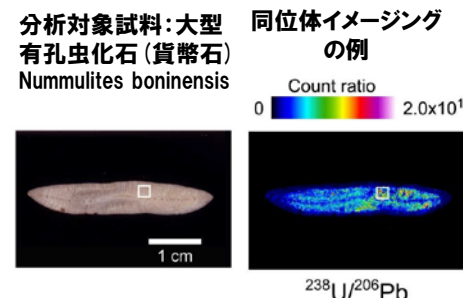 分析対象試料:大型
有孔虫化石(貨幣石)
Nummulites boninensis
同位体イメージング
の例
Count ratio
0
2.0x10¹
1 cm
²³⁸U/²⁰⁶Pb